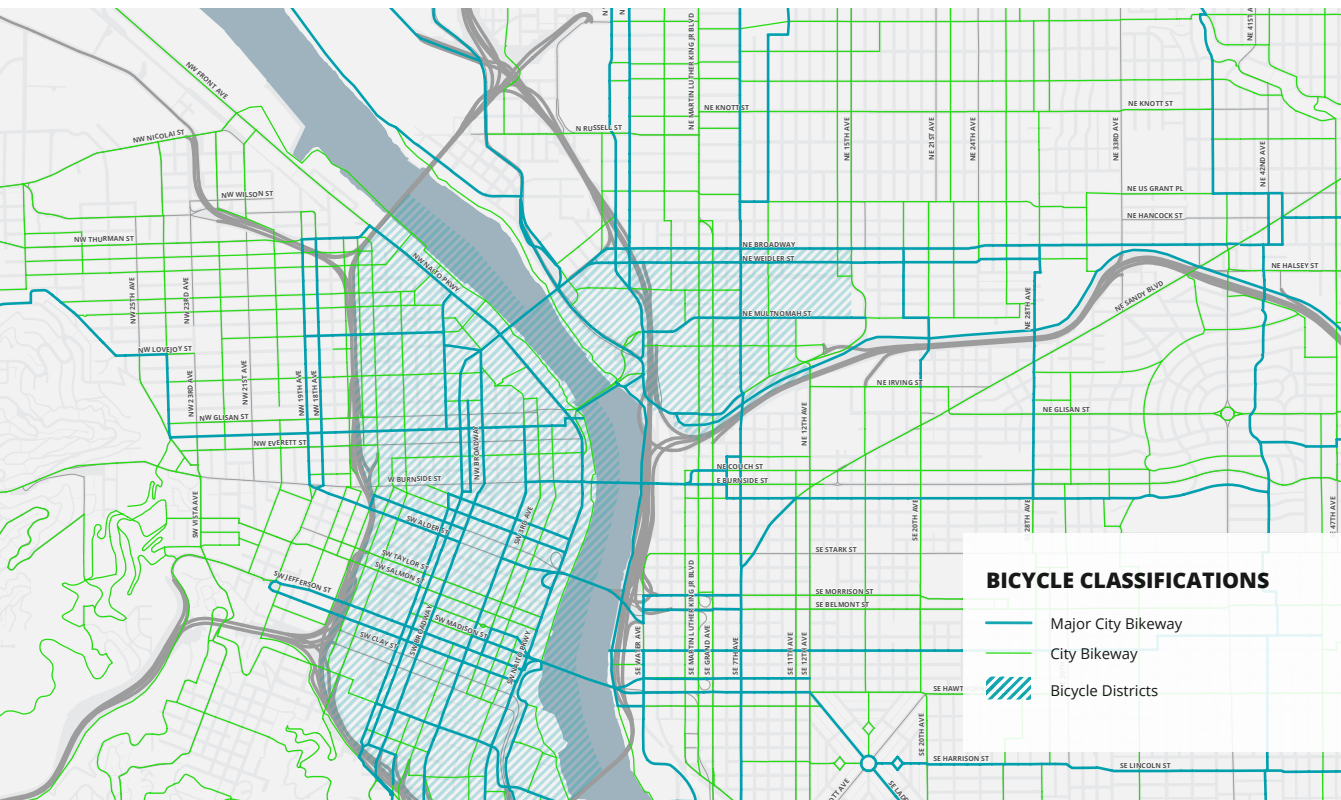 NE 41ST A
N
N
NE MARTIN LUTHER KING JR BLVD
NW FRONT AVE
NE KNOTT ST
NE KNOTT ST
N RUSSELL ST
NW NICOLAI ST
NE 15TH AVE
NE 21ST AVE
NE 24TH AVE
NE 33RD AVE
NE 42ND AVE
NW WILSON ST
NE US GRANT PL
NE HANCOCK ST
NW THURMAN ST
NE BROADWAY
NE WEIDLER ST
NE HALSEY ST
NW NAITO PKWY
NW 25TH AVE
NW 23RD AVE
NE SANDY BLVD
NE 28TH AVE
NE MULTNOMAH ST
NW LOVEJOY ST
NW 23RD AVE
NW 21ST AVE
NW 19TH AVE
NW 18TH AVE
NE IRVING ST
NE GLISAN ST
NE 12TH AVE
NW GLISAN ST
NW EVERETT ST
NW BROADWAY
NE COUCH ST
W BURNSIDE ST
E BURNSIDE ST
SW VISTA AVE
SW ALDER ST
SW 3RD AVE
SE 20TH AVE
28TH AVE
47TH AVE
SE STARK ST
SW TAYLOR ST
SW SALMON ST
SW JEFFERSON ST
SE MARTIN LUTHER KING JR BLVD
SE MORRISON ST
SE BELMONT ST
SW MADISON ST
SW CLAY ST
SW BROADWAY
SW NAITO PKWY
SE WATER AVE
SE GRAND AVE
SE 7TH AVE
SE 11TH AVE
SE 12TH AVE
SE HAWT
SE 20TH AVE
SE HARRISON ST
SE LINCOLN ST
OTT AVE
SE LADD
BICYCLE CLASSIFICATIONS
Major City Bikeway
City Bikeway
Bicycle Districts